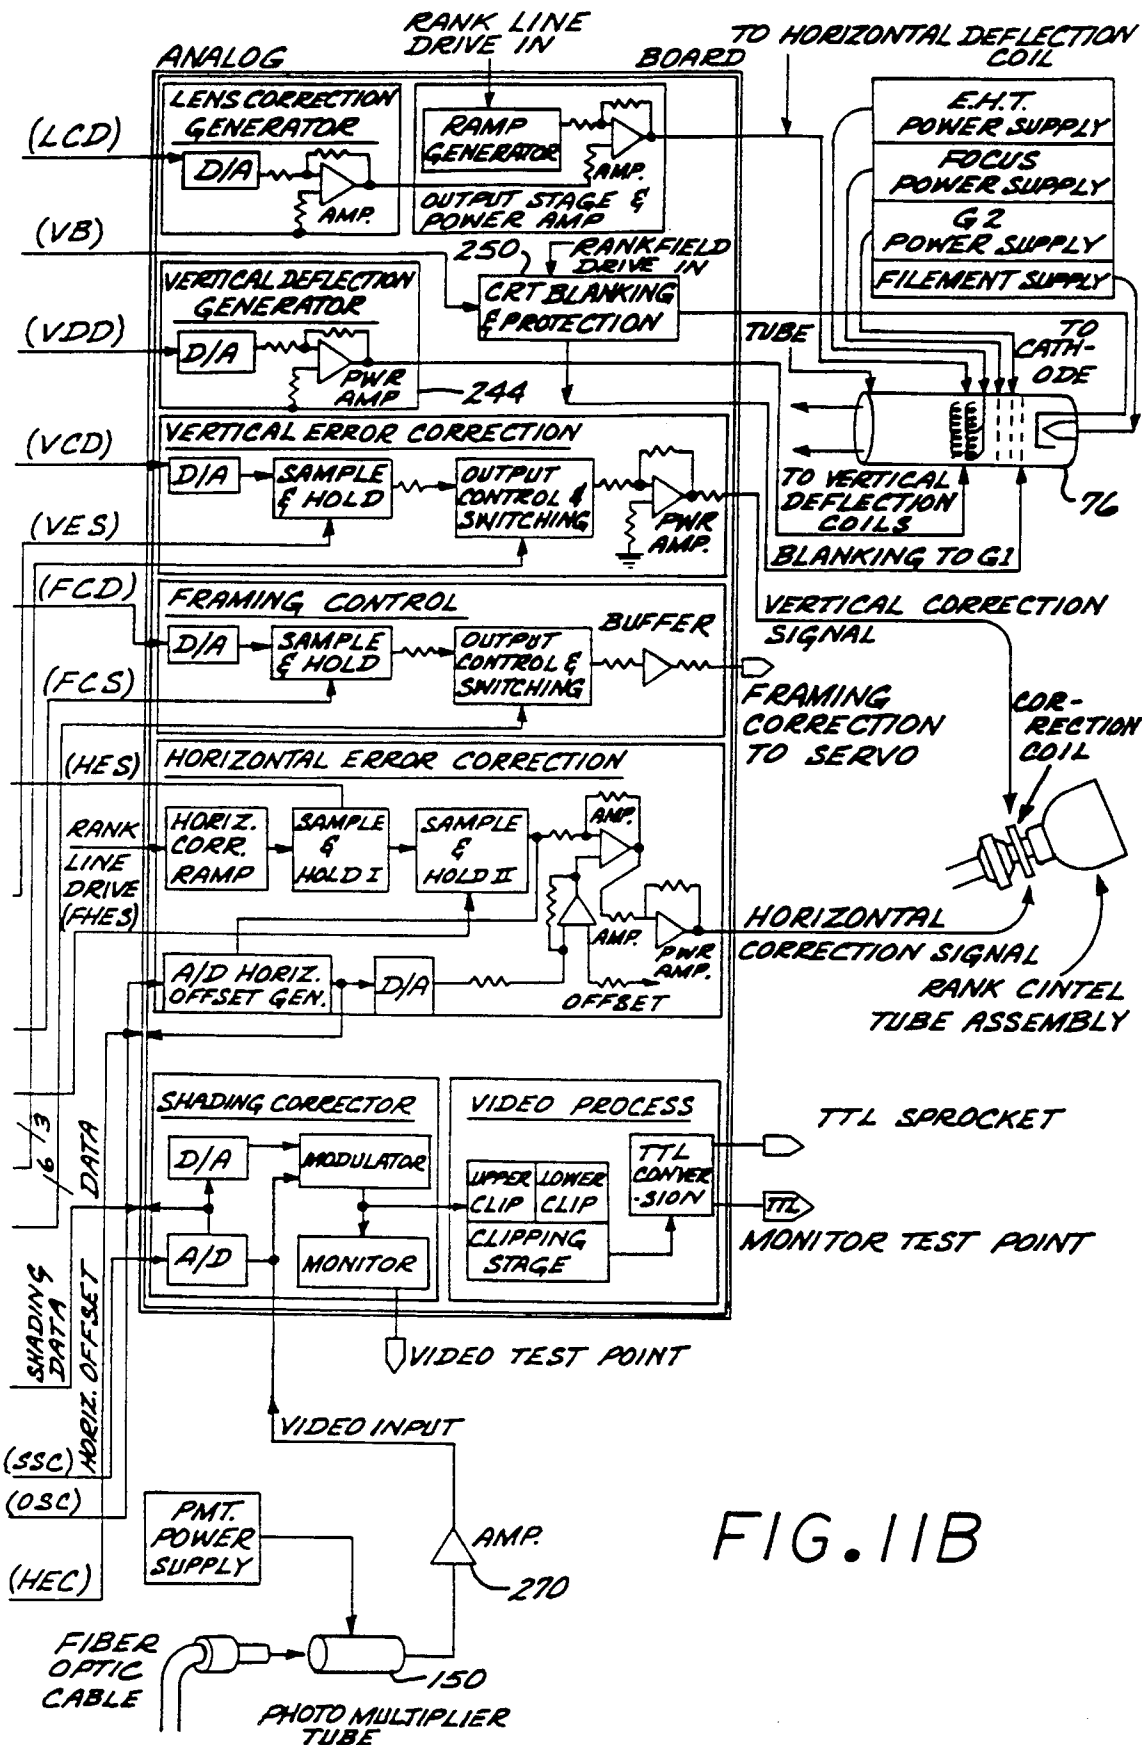 RANK LINE
DRIVE IN
TO HORIZONTAL DEFLECTION
COIL
ANALOG
BOARD
LENS CORRECTION
GENERATOR
(LCD)
D/A
AMP.
RAMP
GENERATOR
AMP.
OUTPUT STAGE &
POWER AMP
E.H.T.
POWER SUPPLY
FOCUS
POWER SUPPLY
G2
POWER SUPPLY
FILEMENT SUPPLY
(VB)
250
RANKFIELD
DRIVE IN
CRT BLANKING
& PROTECTION
VERTICAL DEFLECTION
GENERATOR
(VDD)
D/A
PWR
AMP
244
TUBE
TO
CATH-
ODE
76
TO VERTICAL
DEFLECTION
COILS
BLANKING TO G1
VERTICAL ERROR CORRECTION
(VCD)
D/A
SAMPLE
& HOLD
OUTPUT
CONTROL &
SWITCHING
PWR
AMP.
(VES)
(FCD)
FRAMING CONTROL
D/A
SAMPLE
& HOLD
OUTPUT
CONTROL &
SWITCHING
BUFFER
VERTICAL CORRECTION
SIGNAL
(FCS)
FRAMING
CORRECTION
TO SERVO
COR-
RECTION
COIL
(HES)
HORIZONTAL ERROR CORRECTION
RANK
LINE
DRIVE
(FHES)
HORIZ.
CORR.
RAMP
SAMPLE
&
HOLD I
SAMPLE
&
HOLD II
AMP.
AMP.
PWR
AMP.
A/D HORIZ.
OFFSET GEN.
D/A
OFFSET
HORIZONTAL
CORRECTION SIGNAL
RANK CINTEL
TUBE ASSEMBLY
SHADING CORRECTOR
D/A
MODULATOR
A/D
MONITOR
VIDEO PROCESS
UPPER
CLIP
LOWER
CLIP
CLIPPING
STAGE
TTL
CONVER
-SION
TTL SPROCKET
TTL
MONITOR TEST POINT
16
13
SHADING
DATA
HORIZ. OFFSET DATA
VIDEO TEST POINT
VIDEO INPUT
(SSC)
(OSC)
(HEC)
PMT.
POWER
SUPPLY
AMP.
270
FIBER
OPTIC
CABLE
150
PHOTO MULTIPLIER
TUBE
FIG. 11B